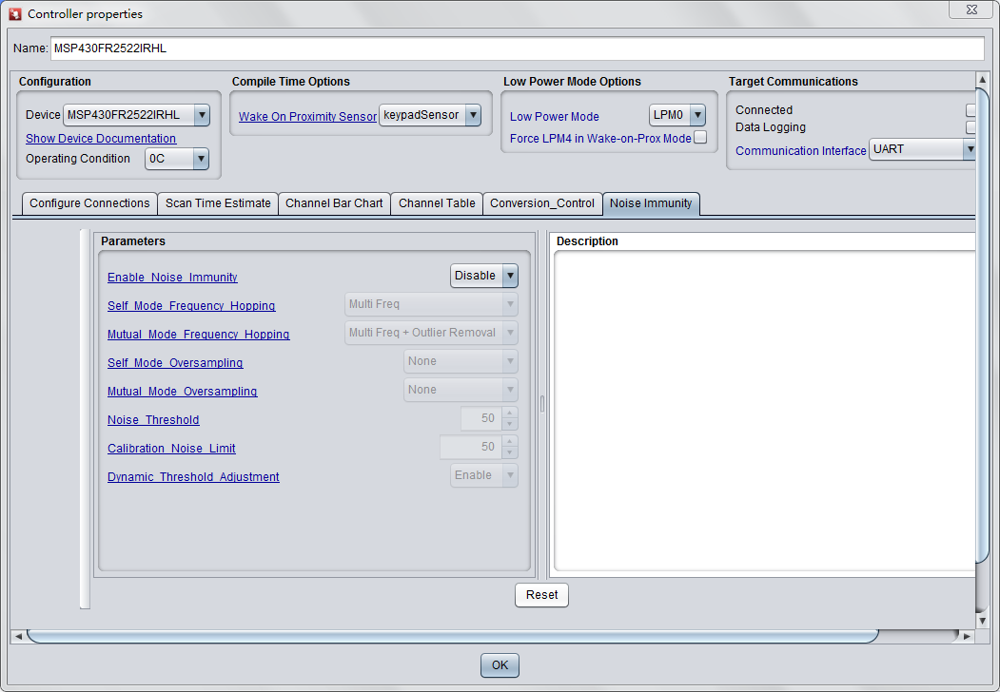 Controller properties
Name: MSP430FR2522IRHL
Configuration
Device MSP430FR2522IRHL
Show Device Documentation
Operating Condition 0C
Compile Time Options
Wake On Proximity Sensor keypadSensor
Low Power Mode Options
Low Power Mode LPM0
Force LPM4 in Wake-on-Prox Mode
Target Communications
Connected
Data Logging
Communication Interface UART
Configure Connections Scan Time Estimate Channel Bar Chart Channel Table Conversion_Control Noise Immunity
Parameters
Enable_Noise_Immunity Disable
Self_Mode_Frequency_Hopping Multi Freq
Mutual_Mode_Frequency_Hopping Multi Freq + Outlier Removal
Self_Mode_Oversampling None
Mutual_Mode_Oversampling None
Noise_Threshold 50
Calibration_Noise_Limit 50
Dynamic_Threshold_Adjustment Enable
Description
Reset
OK